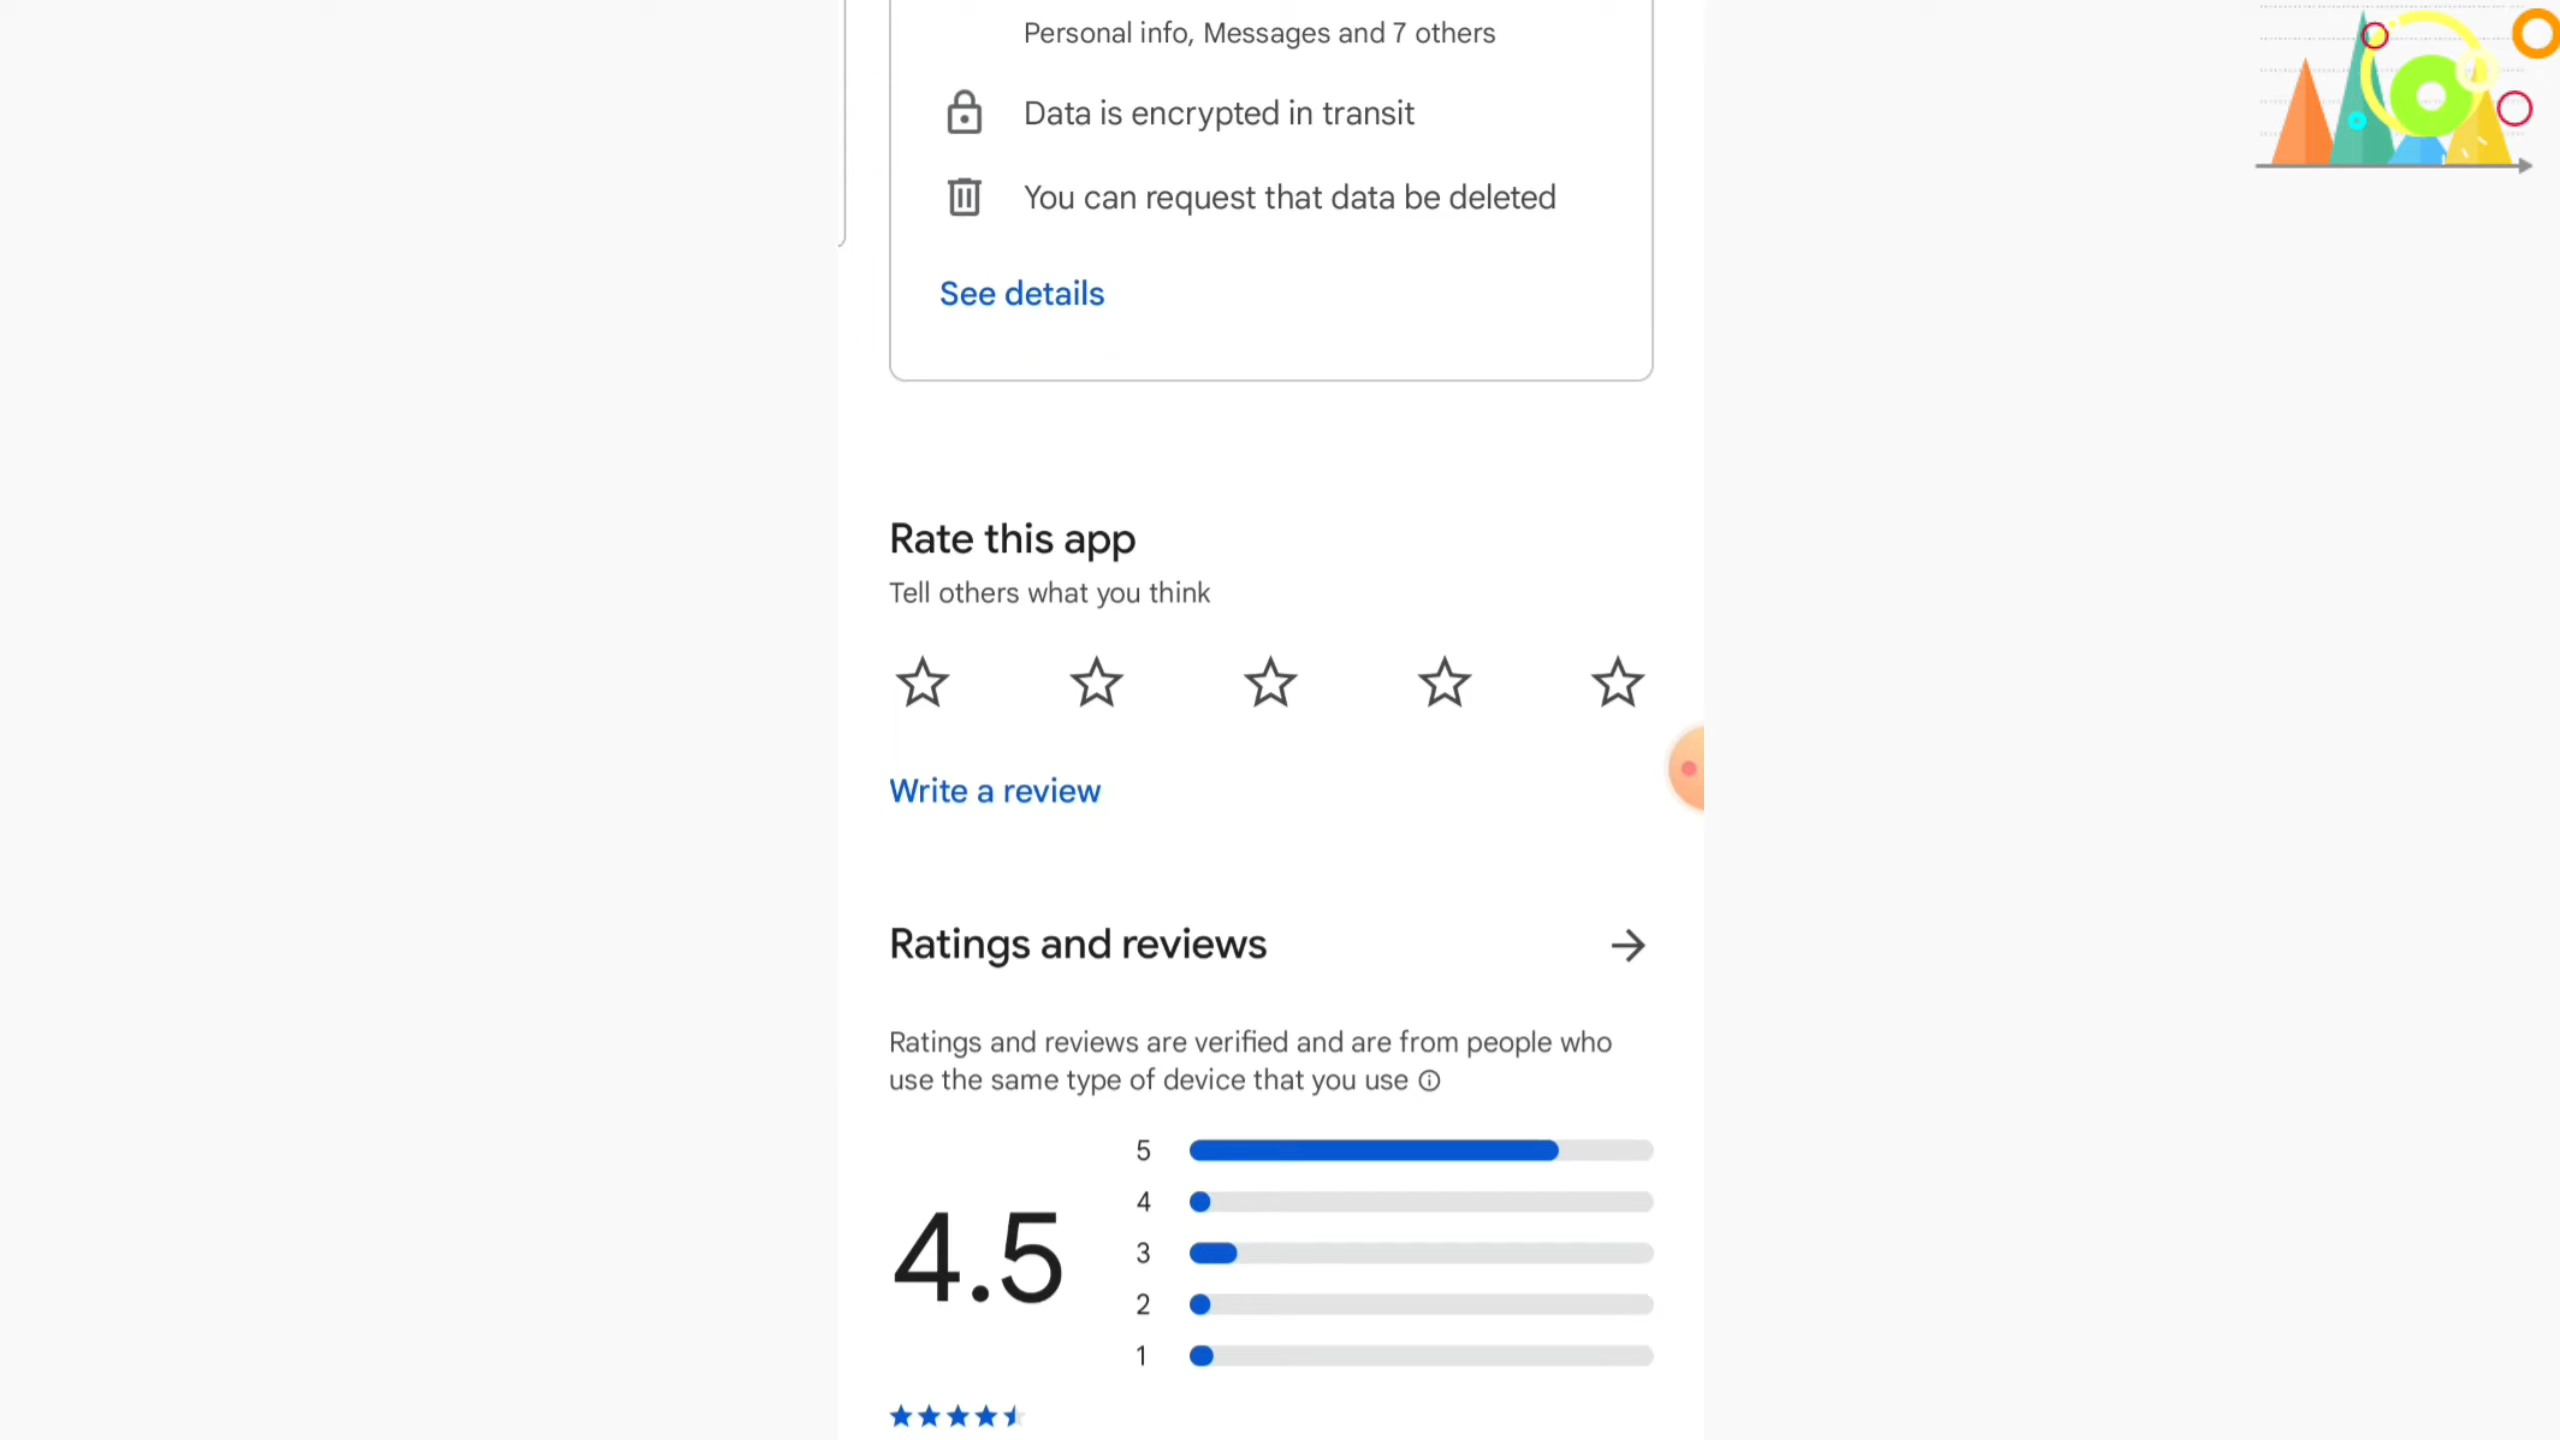 Personal info, Messages and 7 others
Data is encrypted in transit
You can request that data be deleted
See details
Rate this app
Tell others what you think
Write a review
Ratings and reviews
Ratings and reviews are verified and are from people who
use the same type of device that you use
5
4
3
2
1
4.5